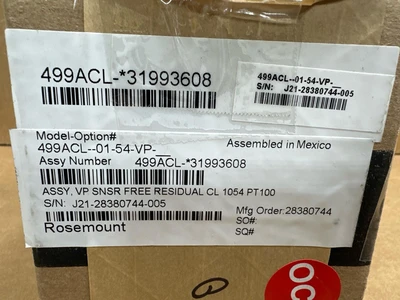 499ACL-*31993608
499ACL--01-54-VP-
S/N: J21-28380744-005
Model-Option#
499ACL--01-54-VP-
Assembled in Mexico
Assy Number 499ACL-*31993608
ASSY, VP SNSR FREE RESIDUAL CL 1054 PT100
S/N: J21-28380744-005
Mfg Order:28380744
SO#
SQ#
Rosemount
OC